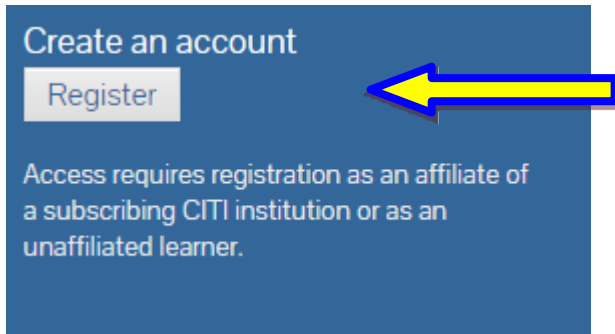 Create an account
Register
Access requires registration as an affiliate of
a subscribing CITI institution or as an
unaffiliated learner.